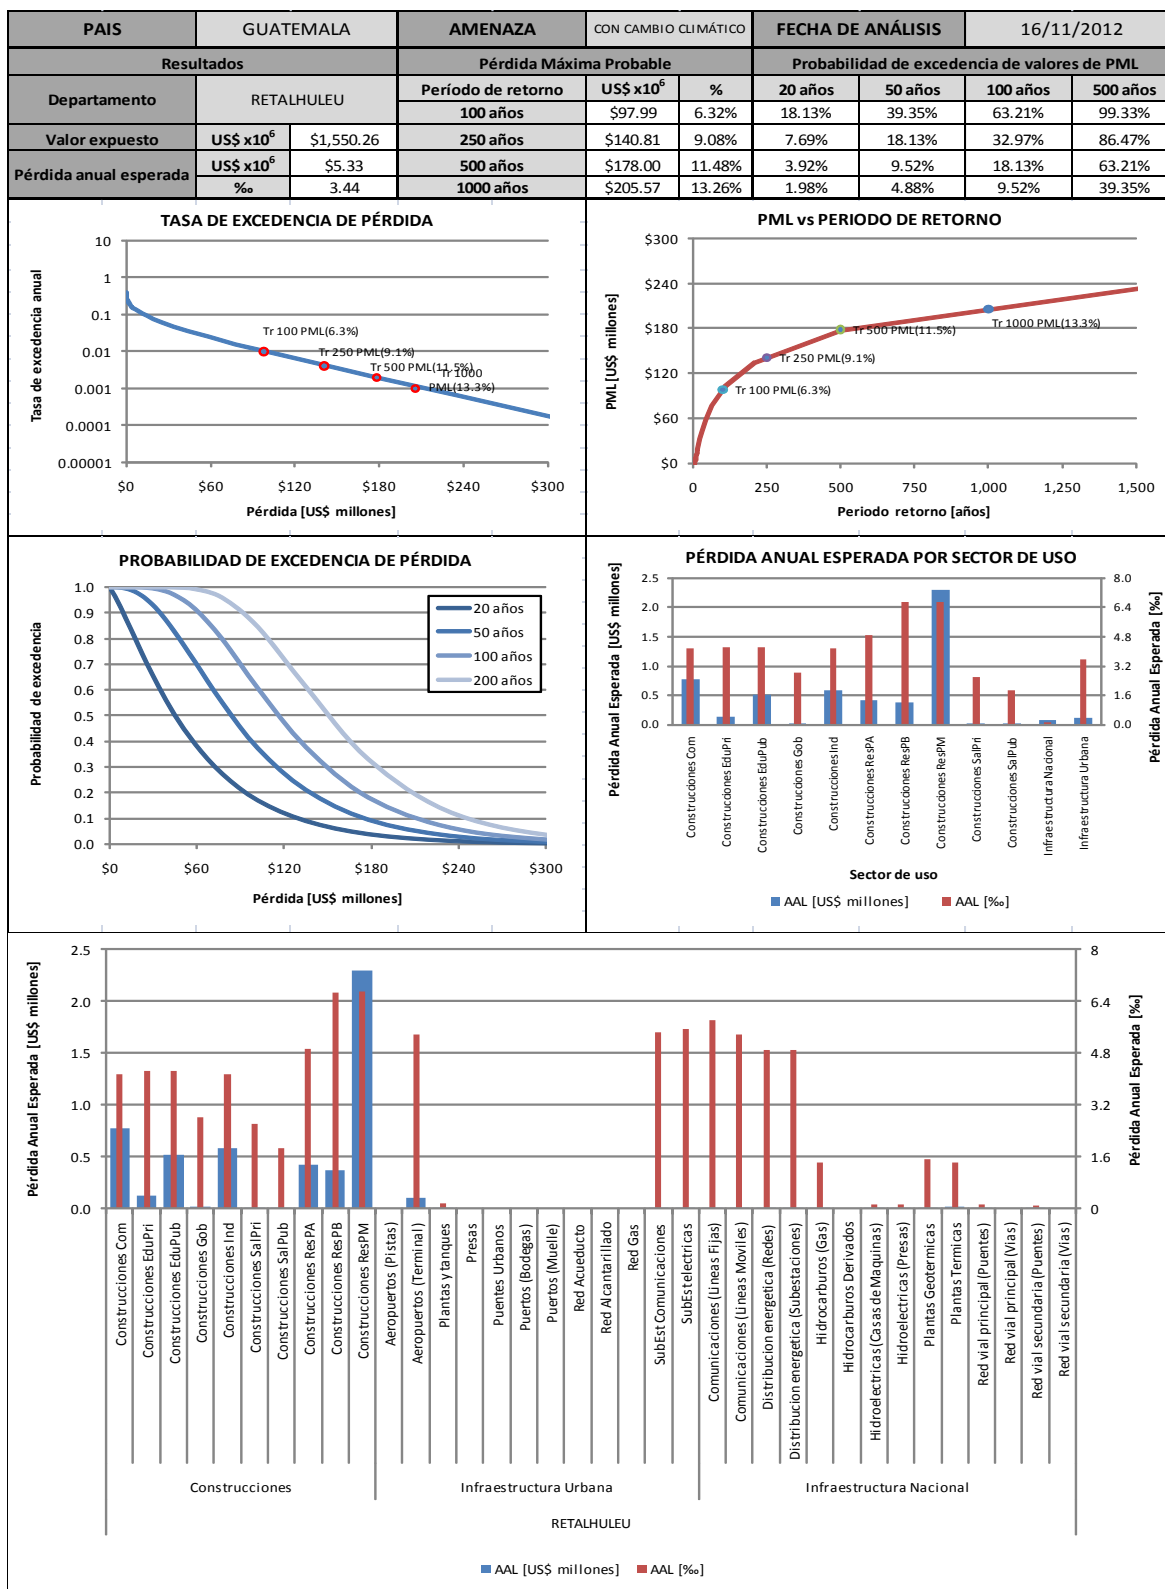 PAIS GUATEMALA AMENAZA CON CAMBIO CLIMÁTICO FECHA DE ANÁLISIS 16/11/2012
Resultados Pérdida Máxima Probable Probabilidad de excedencia de valores de PML
Departamento RETALHULEU Período de retorno US$ x10⁶ % 20 años 50 años 100 años 500 años
100 años $97.99 6.32% 18.13% 39.35% 63.21% 99.33%
Valor expuesto US$ x10⁶ $1,550.26 250 años $140.81 9.08% 7.69% 18.13% 32.97% 86.47%
Pérdida anual esperada US$ x10⁶ $5.33 500 años $178.00 11.48% 3.92% 9.52% 18.13% 63.21%
‰ 3.44 1000 años $205.57 13.26% 1.98% 4.88% 9.52% 39.35%
TASA DE EXCEDENCIA DE PÉRDIDA
Tasa de excedencia anual
10
1
0.1
0.01
0.001
0.0001
0.00001
Tr 100 PML(6.3%)
Tr 250 PML(9.1%)
Tr 500 PML(11.5%)
Tr 1000
PML(13.3%)
$0 $60 $120 $180 $240 $300
Pérdida [US$ millones]
PML vs PERIODO DE RETORNO
PML [US$ millones]
$300
$240
$180
$120
$60
$0
Tr 100 PML(6.3%)
Tr 250 PML(9.1%)
Tr 500 PML(11.5%)
Tr 1000 PML(13.3%)
0 250 500 750 1,000 1,250 1,500
Periodo retorno [años]
PROBABILIDAD DE EXCEDENCIA DE PÉRDIDA
Probabilidad de excedencia
1.0
0.9
0.8
0.7
0.6
0.5
0.4
0.3
0.2
0.1
0.0
20 años
50 años
100 años
200 años
$0 $60 $120 $180 $240 $300
Pérdida [US$ millones]
PÉRDIDA ANUAL ESPERADA POR SECTOR DE USO
Pérdida Anual Esperada [US$ millones]
2.5
2.0
1.5
1.0
0.5
0.0
8.0
6.4
4.8
3.2
1.6
0.0
Pérdida Anual Esperada [‰]
Construcciones Com
Construcciones EduPri
Construcciones EduPub
Construcciones Gob
Construcciones Ind
Construcciones ResPA
Construcciones ResPB
Construcciones ResPM
Construcciones SalPri
Construcciones SalPub
Infraestructura Nacional
Infraestructura Urbana
Sector de uso
AAL [US$ millones] AAL [‰]
Pérdida Anual Esperada [US$ millones]
2.5
2.0
1.5
1.0
0.5
0.0
8
6.4
4.8
3.2
1.6
0
Pérdida Anual Esperada [‰]
Construcciones Com
Construcciones EduPri
Construcciones EduPub
Construcciones Gob
Construcciones Ind
Construcciones SalPri
Construcciones SalPub
Construcciones ResPA
Construcciones ResPB
Construcciones ResPM
Aeropuertos (Pistas)
Aeropuertos (Terminal)
Plantas y tanques
Presas
Puentes Urbanos
Puertos (Bodegas)
Puertos (Muelle)
Red Acueducto
Red Alcantarillado
Red Gas
SubEst Comunicaciones
SubEst electricas
Comunicaciones (Lineas Fijas)
Comunicaciones (Lineas Moviles)
Distribucion energetica (Redes)
Distribucion energetica (Subestaciones)
Hidrocarburos (Gas)
Hidrocarburos Derivados
Hidroelectricas (Casas de Maquinas)
Hidroelectricas (Presas)
Plantas Geotermicas
Plantas Termicas
Red vial principal (Puentes)
Red vial principal (Vias)
Red vial secundaria (Puentes)
Red vial secundaria (Vias)
Construcciones Infraestructura Urbana Infraestructura Nacional
RETALHULEU
AAL [US$ millones] AAL [‰]